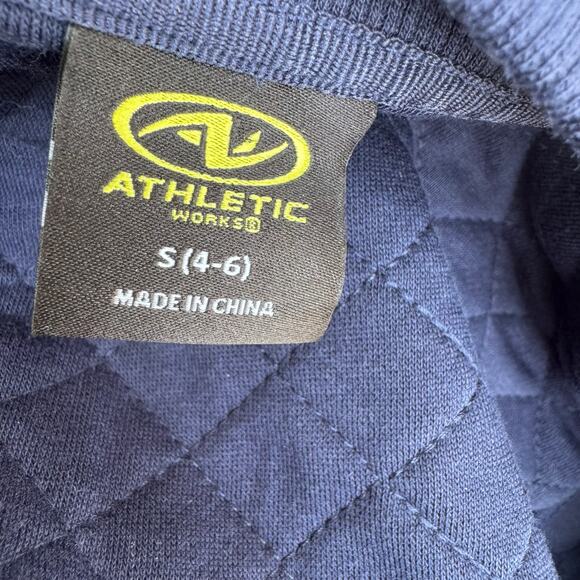 ATHLETIC
WORKS®
S (4-6)
MADE IN CHINA